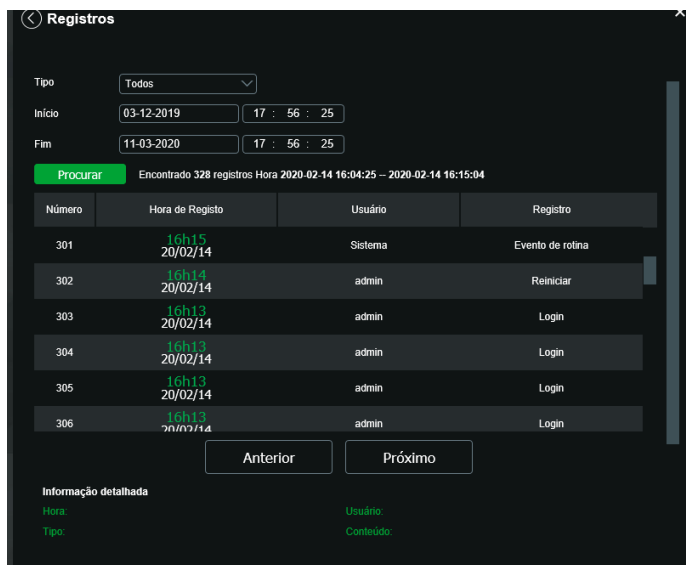 Registros
Tipo Todos
Início 03-12-2019 17 : 56 : 25
Fim 11-03-2020 17 : 56 : 25
Procurar Encontrado 328 registros Hora 2020-02-14 16:04:25 -- 2020-02-14 16:15:04
Número Hora de Registo Usuário Registro
301 16h15 20/02/14 Sistema Evento de rotina
302 16h14 20/02/14 admin Reiniciar
303 16h13 20/02/14 admin Login
304 16h13 20/02/14 admin Login
305 16h13 20/02/14 admin Login
306 16h13 20/02/14 admin Login
Anterior Próximo
Informação detalhada
Hora: Usuário:
Tipo: Conteúdo: